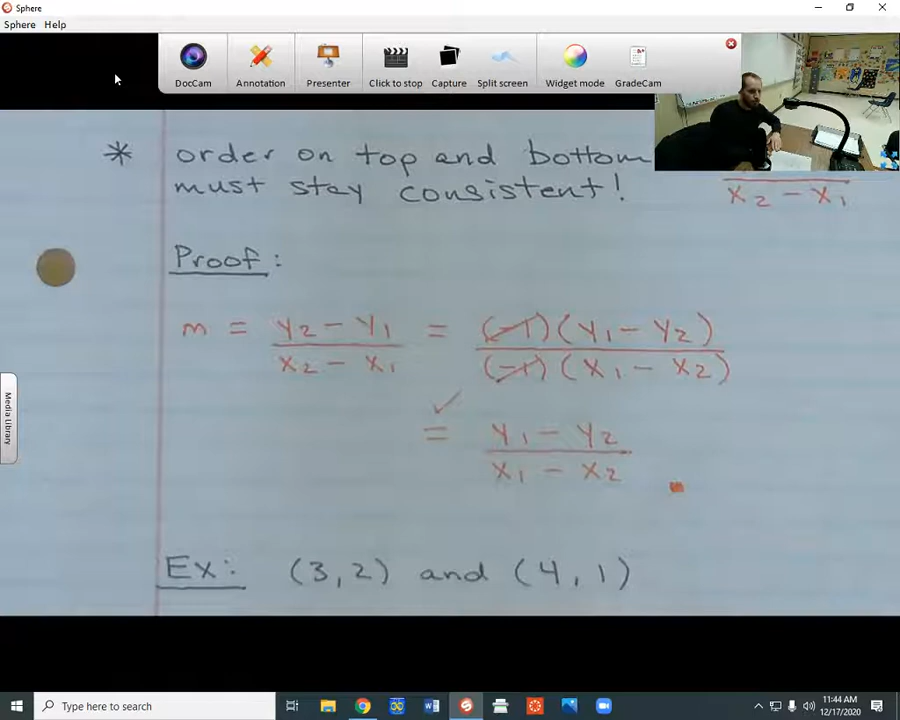 Sphere
Sphere Help
DocCam Annotation Presenter Click to stop Capture Split screen Widget mode GradeCam
* order on top and bottom
must stay consistent!
x₂ - x₁
Proof:
m = y₂ - y₁ = (-1)(y₁ - y₂)
x₂ - x₁ (-1)(x₁ - x₂)
✓
= y₁ - y₂
x₁ - x₂
Media Library
Ex: (3, 2) and (4, 1)
Type here to search
11:44 AM
12/17/2020